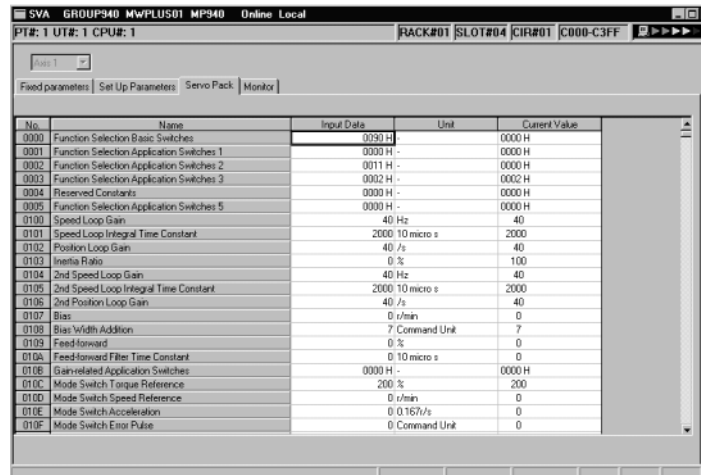 SVA GROUP940 MWPLUS01 MP940 Online Local
PT#: 1 UT#: 1 CPU#: 1 RACK#01 SLOT#04 CIR#01 C000-C3FF
Axis 1
Fixed parameters Set Up Parameters Servo Pack Monitor
No. Name Input Data Unit Current Value
0000 Function Selection Basic Switches 0090 H - 0000 H
0001 Function Selection Application Switches 1 0000 H - 0000 H
0002 Function Selection Application Switches 2 0011 H - 0000 H
0003 Function Selection Application Switches 3 0002 H - 0002 H
0004 Reserved Constants 0000 H - 0000 H
0005 Function Selection Application Switches 5 0000 H - 0000 H
0100 Speed Loop Gain 40 Hz 40
0101 Speed Loop Integral Time Constant 2000 10 micro s 2000
0102 Position Loop Gain 40 /s 40
0103 Inertia Ratio 0 % 100
0104 2nd Speed Loop Gain 40 Hz 40
0105 2nd Speed Loop Integral Time Constant 2000 10 micro s 2000
0106 2nd Position Loop Gain 40 /s 40
0107 Bias 0 r/min 0
0108 Bias Width Addition 7 Command Unit 7
0109 Feed-forward 0 % 0
010A Feed-forward Filter Time Constant 0 10 micro s 0
010B Gain-related Application Switches 0000 H - 0000 H
010C Mode Switch Torque Reference 200 % 200
010D Mode Switch Speed Reference 0 r/min 0
010E Mode Switch Acceleration 0 0.167r/s 0
010F Mode Switch Error Pulse 0 Command Unit 0